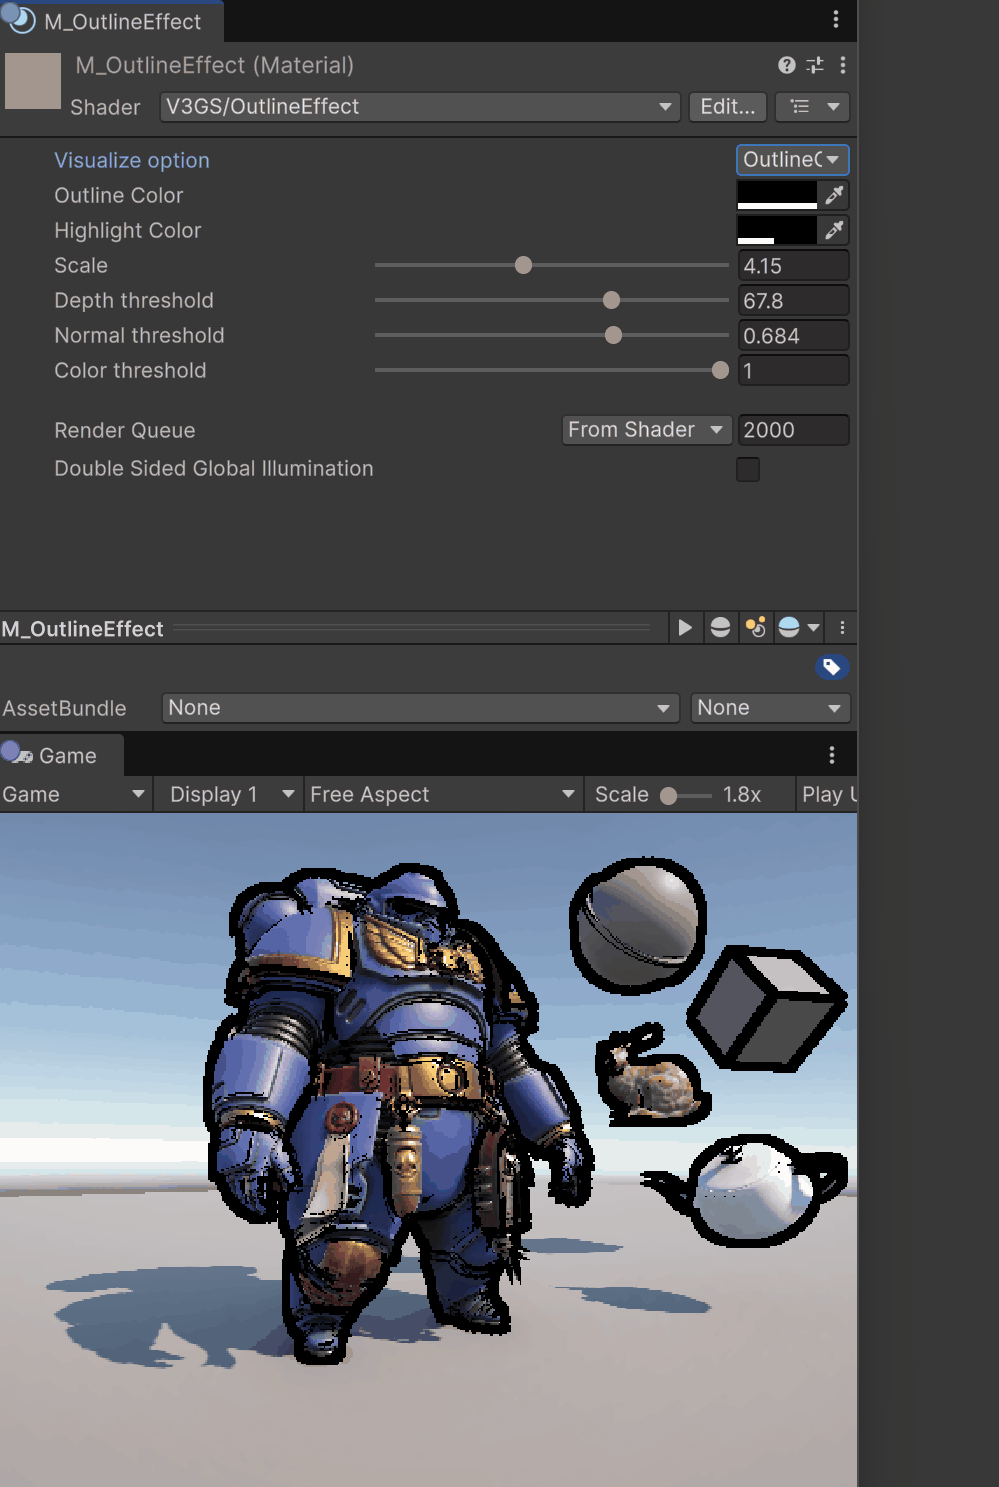 M_OutlineEffect
M_OutlineEffect (Material)
Shader V3GS/OutlineEffect Edit...
Visualize option OutlineC
Outline Color
Highlight Color
Scale 4.15
Depth threshold 67.8
Normal threshold 0.684
Color threshold 1
Render Queue From Shader 2000
Double Sided Global Illumination
M_OutlineEffect
AssetBundle None None
Game
Game Display 1 Free Aspect Scale 1.8x Play U